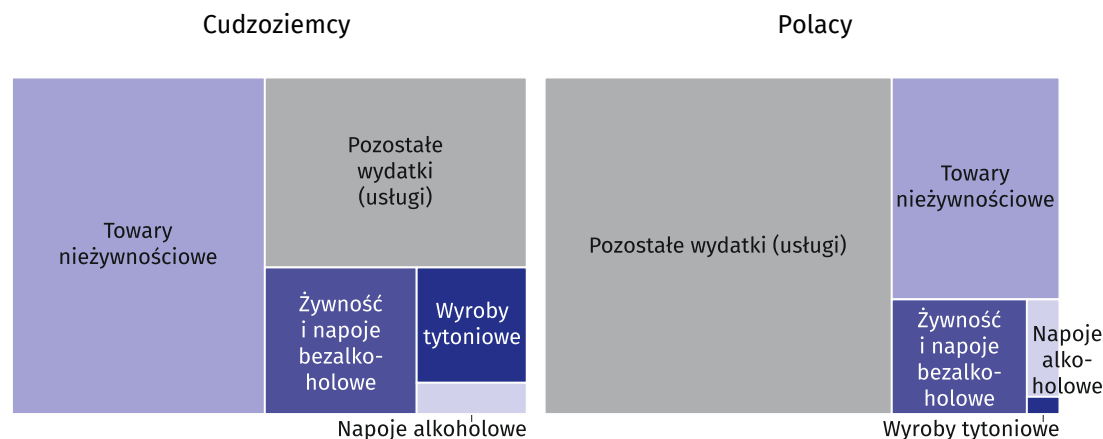 Cudzoziemcy
Towary
nieżywnościowe
Pozostałe
wydatki
(usługi)
Żywność
i napoje
bezalko-
holowe
Wyroby
tytoniowe
Napoje alkoholowe
Polacy
Pozostałe wydatki (usługi)
Towary
nieżywnościowe
Żywność
i napoje
bezalko-
holowe
Napoje
alko-
holowe
Wyroby tytoniowe